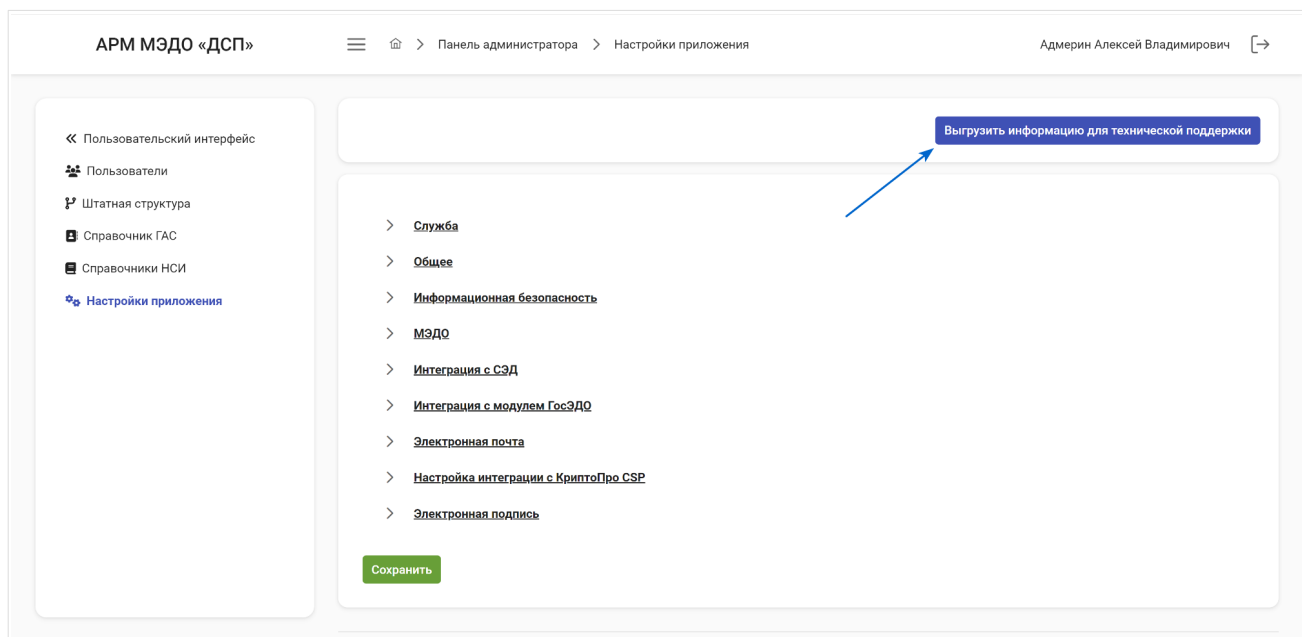 АРМ МЭДО «ДСП»
Панель администратора
Настройки приложения
Адмерин Алексей Владимирович
Пользовательский интерфейс
Пользователи
Штатная структура
Справочник ГАС
Справочники НСИ
Настройки приложения
Выгрузить информацию для технической поддержки
Служба
Общее
Информационная безопасность
МЭДО
Интеграция с СЭД
Интеграция с модулем ГосЭДО
Электронная почта
Настройка интеграции с КриптоПро CSP
Электронная подпись
Сохранить